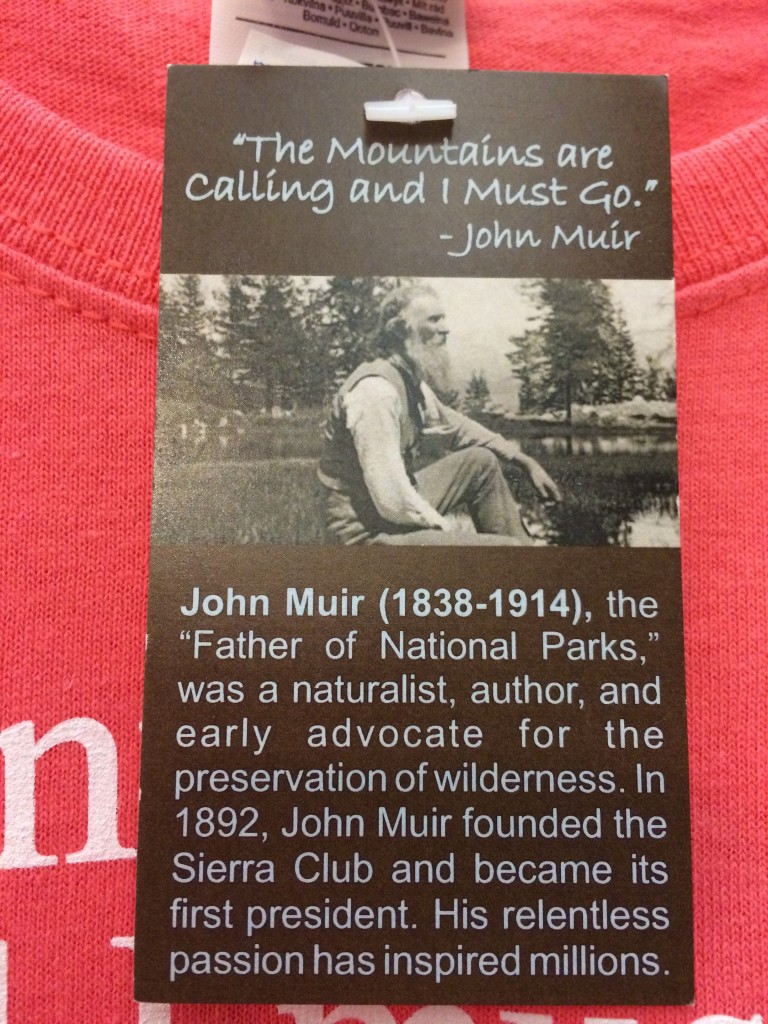 Bomuld • Qoton
"The Mountains are
Calling and I Must Go."
- John Muir
John Muir (1838-1914), the
"Father of National Parks,"
was a naturalist, author, and
early advocate for the
preservation of wilderness. In
1892, John Muir founded the
Sierra Club and became its
first president. His relentless
passion has inspired millions.
n